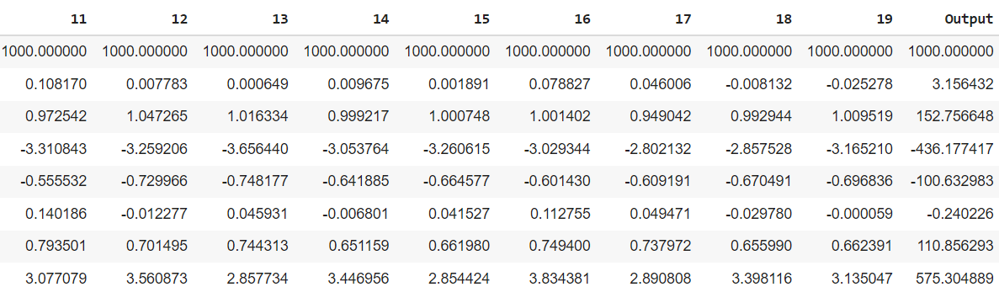 11 12 13 14 15 16 17 18 19 Output
1000.000000 1000.000000 1000.000000 1000.000000 1000.000000 1000.000000 1000.000000 1000.000000 1000.000000 1000.000000
0.108170 0.007783 0.000649 0.009675 0.001891 0.078827 0.046006 -0.008132 -0.025278 3.156432
0.972542 1.047265 1.016334 0.999217 1.000748 1.001402 0.949042 0.992944 1.009519 152.756648
-3.310843 -3.259206 -3.656440 -3.053764 -3.260615 -3.029344 -2.802132 -2.857528 -3.165210 -436.177417
-0.555532 -0.729966 -0.748177 -0.641885 -0.664577 -0.601430 -0.609191 -0.670491 -0.696836 -100.632983
0.140186 -0.012277 0.045931 -0.006801 0.041527 0.112755 0.049471 -0.029780 -0.000059 -0.240226
0.793501 0.701495 0.744313 0.651159 0.661980 0.749400 0.737972 0.655990 0.662391 110.856293
3.077079 3.560873 2.857734 3.446956 2.854424 3.834381 2.890808 3.398116 3.135047 575.304889